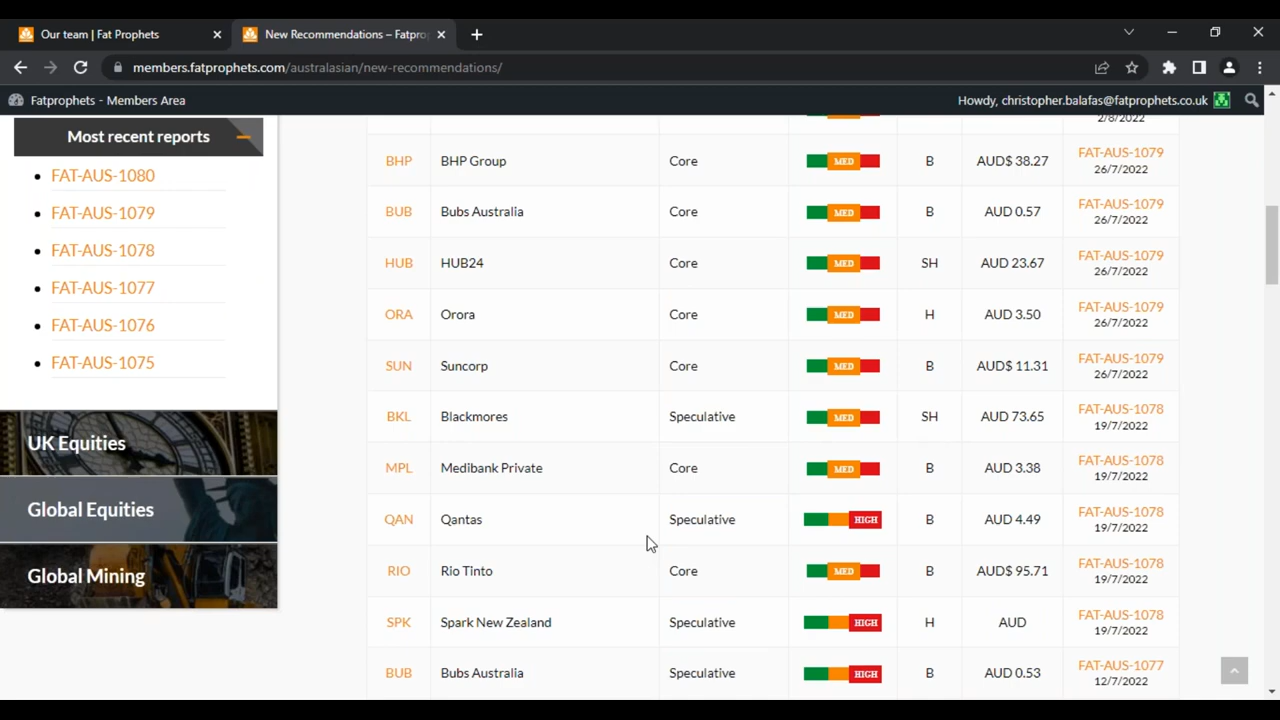 Our team | Fat Prophets
New Recommendations – Fatpro
members.fatprophets.com/australasian/new-recommendations/
Fatprophets - Members Area
Howdy, christopher.balafas@fatprophets.co.uk
Most recent reports
FAT-AUS-1080
FAT-AUS-1079
FAT-AUS-1078
FAT-AUS-1077
FAT-AUS-1076
FAT-AUS-1075
UK Equities
Global Equities
Global Mining
2/8/2022
BHP BHP Group Core MED B AUD$ 38.27 FAT-AUS-1079
26/7/2022
BUB Bubs Australia Core MED B AUD 0.57 FAT-AUS-1079
26/7/2022
HUB HUB24 Core MED SH AUD 23.67 FAT-AUS-1079
26/7/2022
ORA Orora Core MED H AUD 3.50 FAT-AUS-1079
26/7/2022
SUN Suncorp Core MED B AUD$ 11.31 FAT-AUS-1079
26/7/2022
BKL Blackmores Speculative MED SH AUD 73.65 FAT-AUS-1078
19/7/2022
MPL Medibank Private Core MED B AUD 3.38 FAT-AUS-1078
19/7/2022
QAN Qantas Speculative HIGH B AUD 4.49 FAT-AUS-1078
19/7/2022
RIO Rio Tinto Core MED B AUD$ 95.71 FAT-AUS-1078
19/7/2022
SPK Spark New Zealand Speculative HIGH H AUD FAT-AUS-1078
19/7/2022
BUB Bubs Australia Speculative HIGH B AUD 0.53 FAT-AUS-1077
12/7/2022